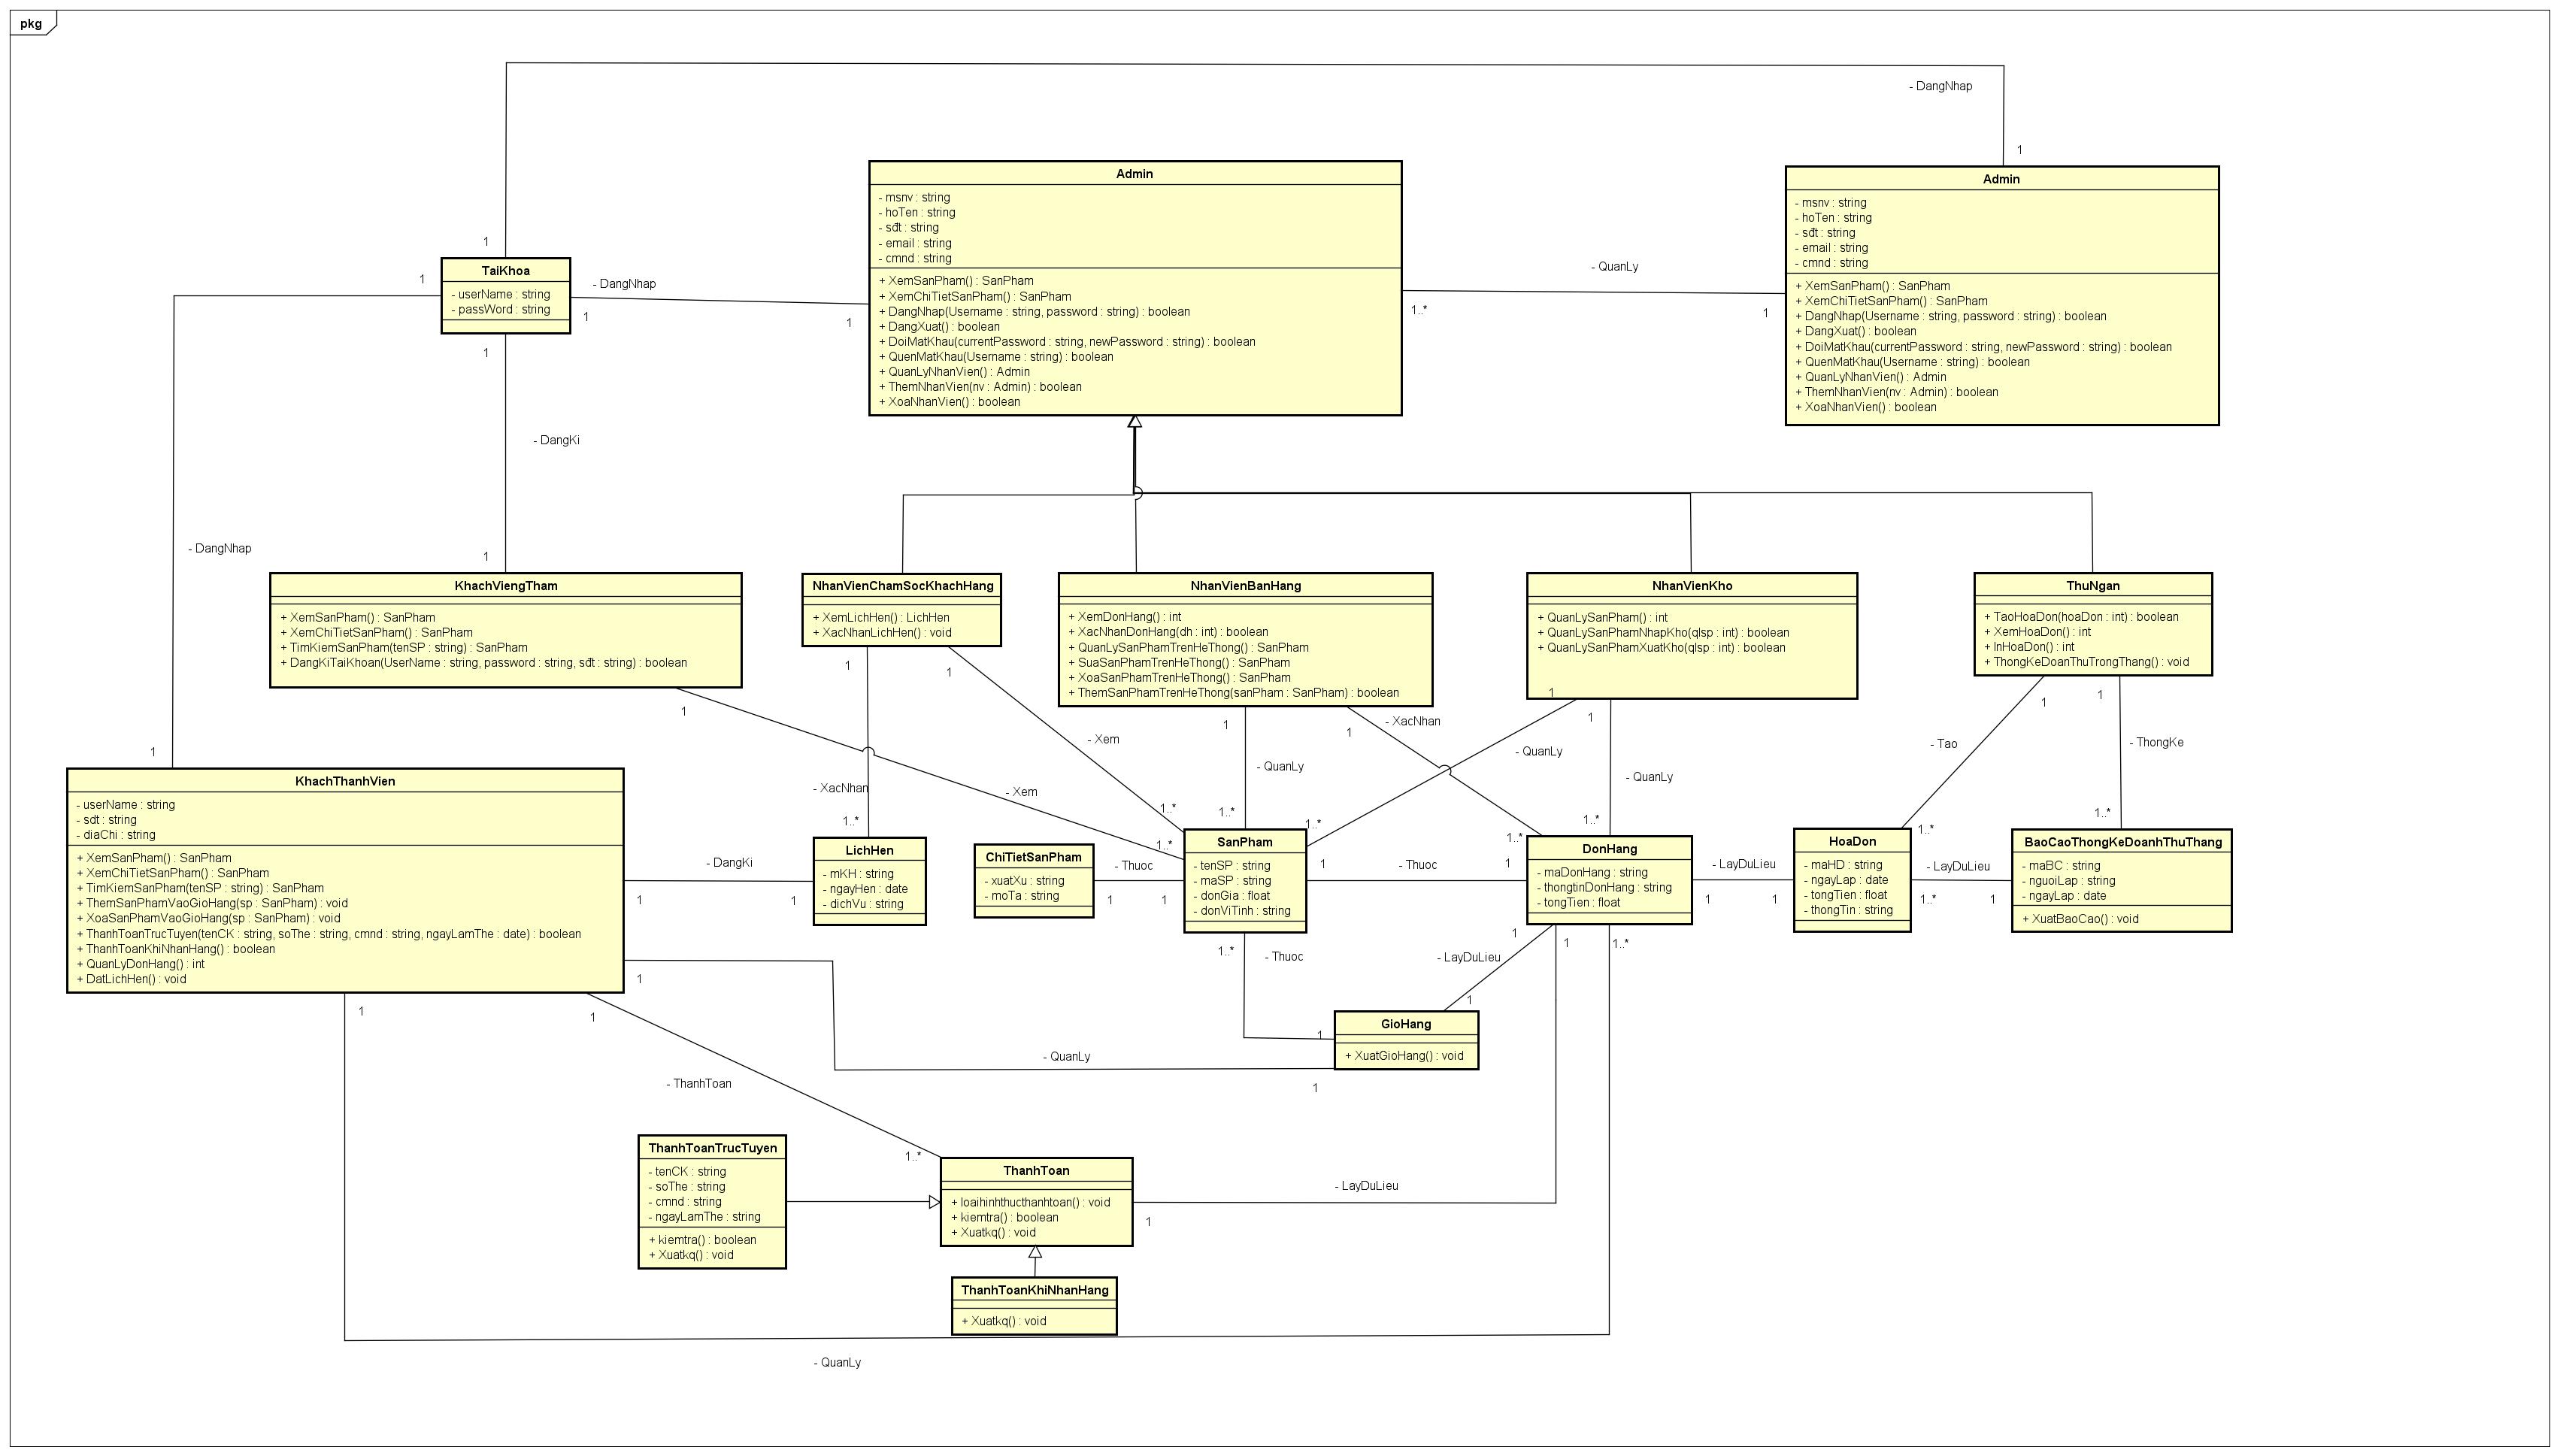 pkg
- DangNhap
1
1
Admin
- msnv : string
- hoTen : string
- sđt : string
- email : string
- cmnd : string
+ XemSanPham() : SanPham
+ XemChiTietSanPham() : SanPham
+ DangNhap(Username : string, password : string) : boolean
+ DangXuat() : boolean
+ DoiMatKhau(currentPassword : string, newPassword : string) : boolean
+ QuenMatKhau(Username : string) : boolean
+ QuanLyNhanVien() : Admin
+ ThemNhanVien(nv : Admin) : boolean
+ XoaNhanVien() : boolean
- QuanLy
1..*
1
Admin
- msnv : string
- hoTen : string
- sđt : string
- email : string
- cmnd : string
+ XemSanPham() : SanPham
+ XemChiTietSanPham() : SanPham
+ DangNhap(Username : string, password : string) : boolean
+ DangXuat() : boolean
+ DoiMatKhau(currentPassword : string, newPassword : string) : boolean
+ QuenMatKhau(Username : string) : boolean
+ QuanLyNhanVien() : Admin
+ ThemNhanVien(nv : Admin) : boolean
+ XoaNhanVien() : boolean
1
TaiKhoa
- userName : string
- passWord : string
- DangNhap
1
1
1
- DangKi
1
- DangNhap
1
KhachViengTham
+ XemSanPham() : SanPham
+ XemChiTietSanPham() : SanPham
+ TimKiemSanPham(tenSP : string) : SanPham
+ DangKiTaiKhoan(UserName : string, password : string, sđt : string) : boolean
1
NhanVienChamSocKhachHang
+ XemLichHen() : LichHen
+ XacNhanLichHen() : void
1
1
NhanVienBanHang
+ XemDonHang() : int
+ XacNhanDonHang(dh : int) : boolean
+ QuanLySanPhamTrenHeThong() : SanPham
+ SuaSanPhamTrenHeThong() : SanPham
+ XoaSanPhamTrenHeThong() : SanPham
+ ThemSanPhamTrenHeThong(sanPham : SanPham) : boolean
1
1
NhanVienKho
+ QuanLySanPham() : int
+ QuanLySanPhamNhapKho(qlsp : int) : boolean
+ QuanLySanPhamXuatKho(qlsp : int) : boolean
1
1
ThuNgan
+ TaoHoaDon(hoaDon : int) : boolean
+ XemHoaDon() : int
+ InHoaDon() : int
+ ThongKeDoanThuTrongThang() : void
1
1
- XacNhan
- Xem
- Xem
- QuanLy
- XacNhan
- QuanLy
- QuanLy
- Tao
- ThongKe
1..*
1..*
1..*
1..*
1..*
1..*
1..*
1..*
1..*
KhachThanhVien
- userName : string
- sdt : string
- diaChi : string
+ XemSanPham() : SanPham
+ XemChiTietSanPham() : SanPham
+ TimKiemSanPham(tenSP : string) : SanPham
+ ThemSanPhamVaoGioHang(sp : SanPham) : void
+ XoaSanPhamVaoGioHang(sp : SanPham) : void
+ ThanhToanTrucTuyen(tenCK : string, soThe : string, cmnd : string, ngayLamThe : date) : boolean
+ ThanhToanKhiNhanHang() : boolean
+ QuanLyDonHang() : int
+ DatLichHen() : void
- DangKi
1
1
LichHen
- mKH : string
- ngayHen : date
- dichVu : string
ChiTietSanPham
- xuatXu : string
- moTa : string
- Thuoc
1
1
SanPham
- tenSP : string
- maSP : string
- donGia : float
- donViTinh : string
1
- Thuoc
1
DonHang
- maDonHang : string
- thongtinDonHang : string
- tongTien : float
- LayDuLieu
1
1
HoaDon
- maHD : string
- ngayLap : date
- tongTien : float
- thongTin : string
- LayDuLieu
1..*
1
BaoCaoThongKeDoanhThuThang
- maBC : string
- nguoiLap : string
- ngayLap : date
+ XuatBaoCao() : void
1..*
- Thuoc
1
1
- LayDuLieu
1
1
1..*
GioHang
+ XuatGioHang() : void
1
- QuanLy
1
1
1
- ThanhToan
1..*
ThanhToanTrucTuyen
- tenCK : string
- soThe : string
- cmnd : string
- ngayLamThe : string
+ kiemtra() : boolean
+ Xuatkq() : void
ThanhToan
+ loaihinhthucthanhtoan() : void
+ kiemtra() : boolean
+ Xuatkq() : void
- LayDuLieu
1
ThanhToanKhiNhanHang
+ Xuatkq() : void
- QuanLy